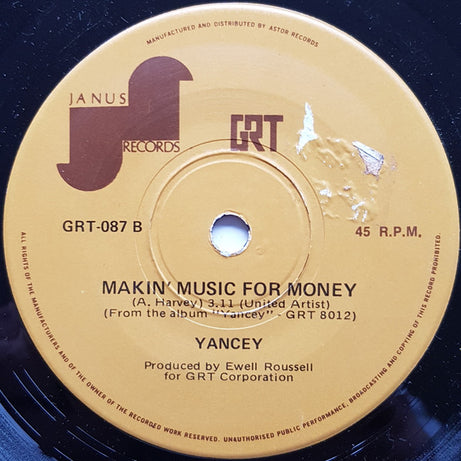 MANUFACTURED AND DISTRIBUTED BY ASTOR RECORDS
JANUS
RECORDS
GRT
GRT-087 B
45 R.P.M.
MAKIN' MUSIC FOR MONEY
(A. Harvey) 3.11 (United Artist)
(From the album "Yancey" - GRT 8012)
YANCEY
Produced by Ewell Roussell
for GRT Corporation
ALL RIGHTS OF THE MANUFACTURERS AND OF THE OWNER OF THE RECORDED WORK RESERVED. UNAUTHORISED PUBLIC PERFORMANCE, BROADCASTING AND COPYING OF THIS RECORD PROHIBITED.